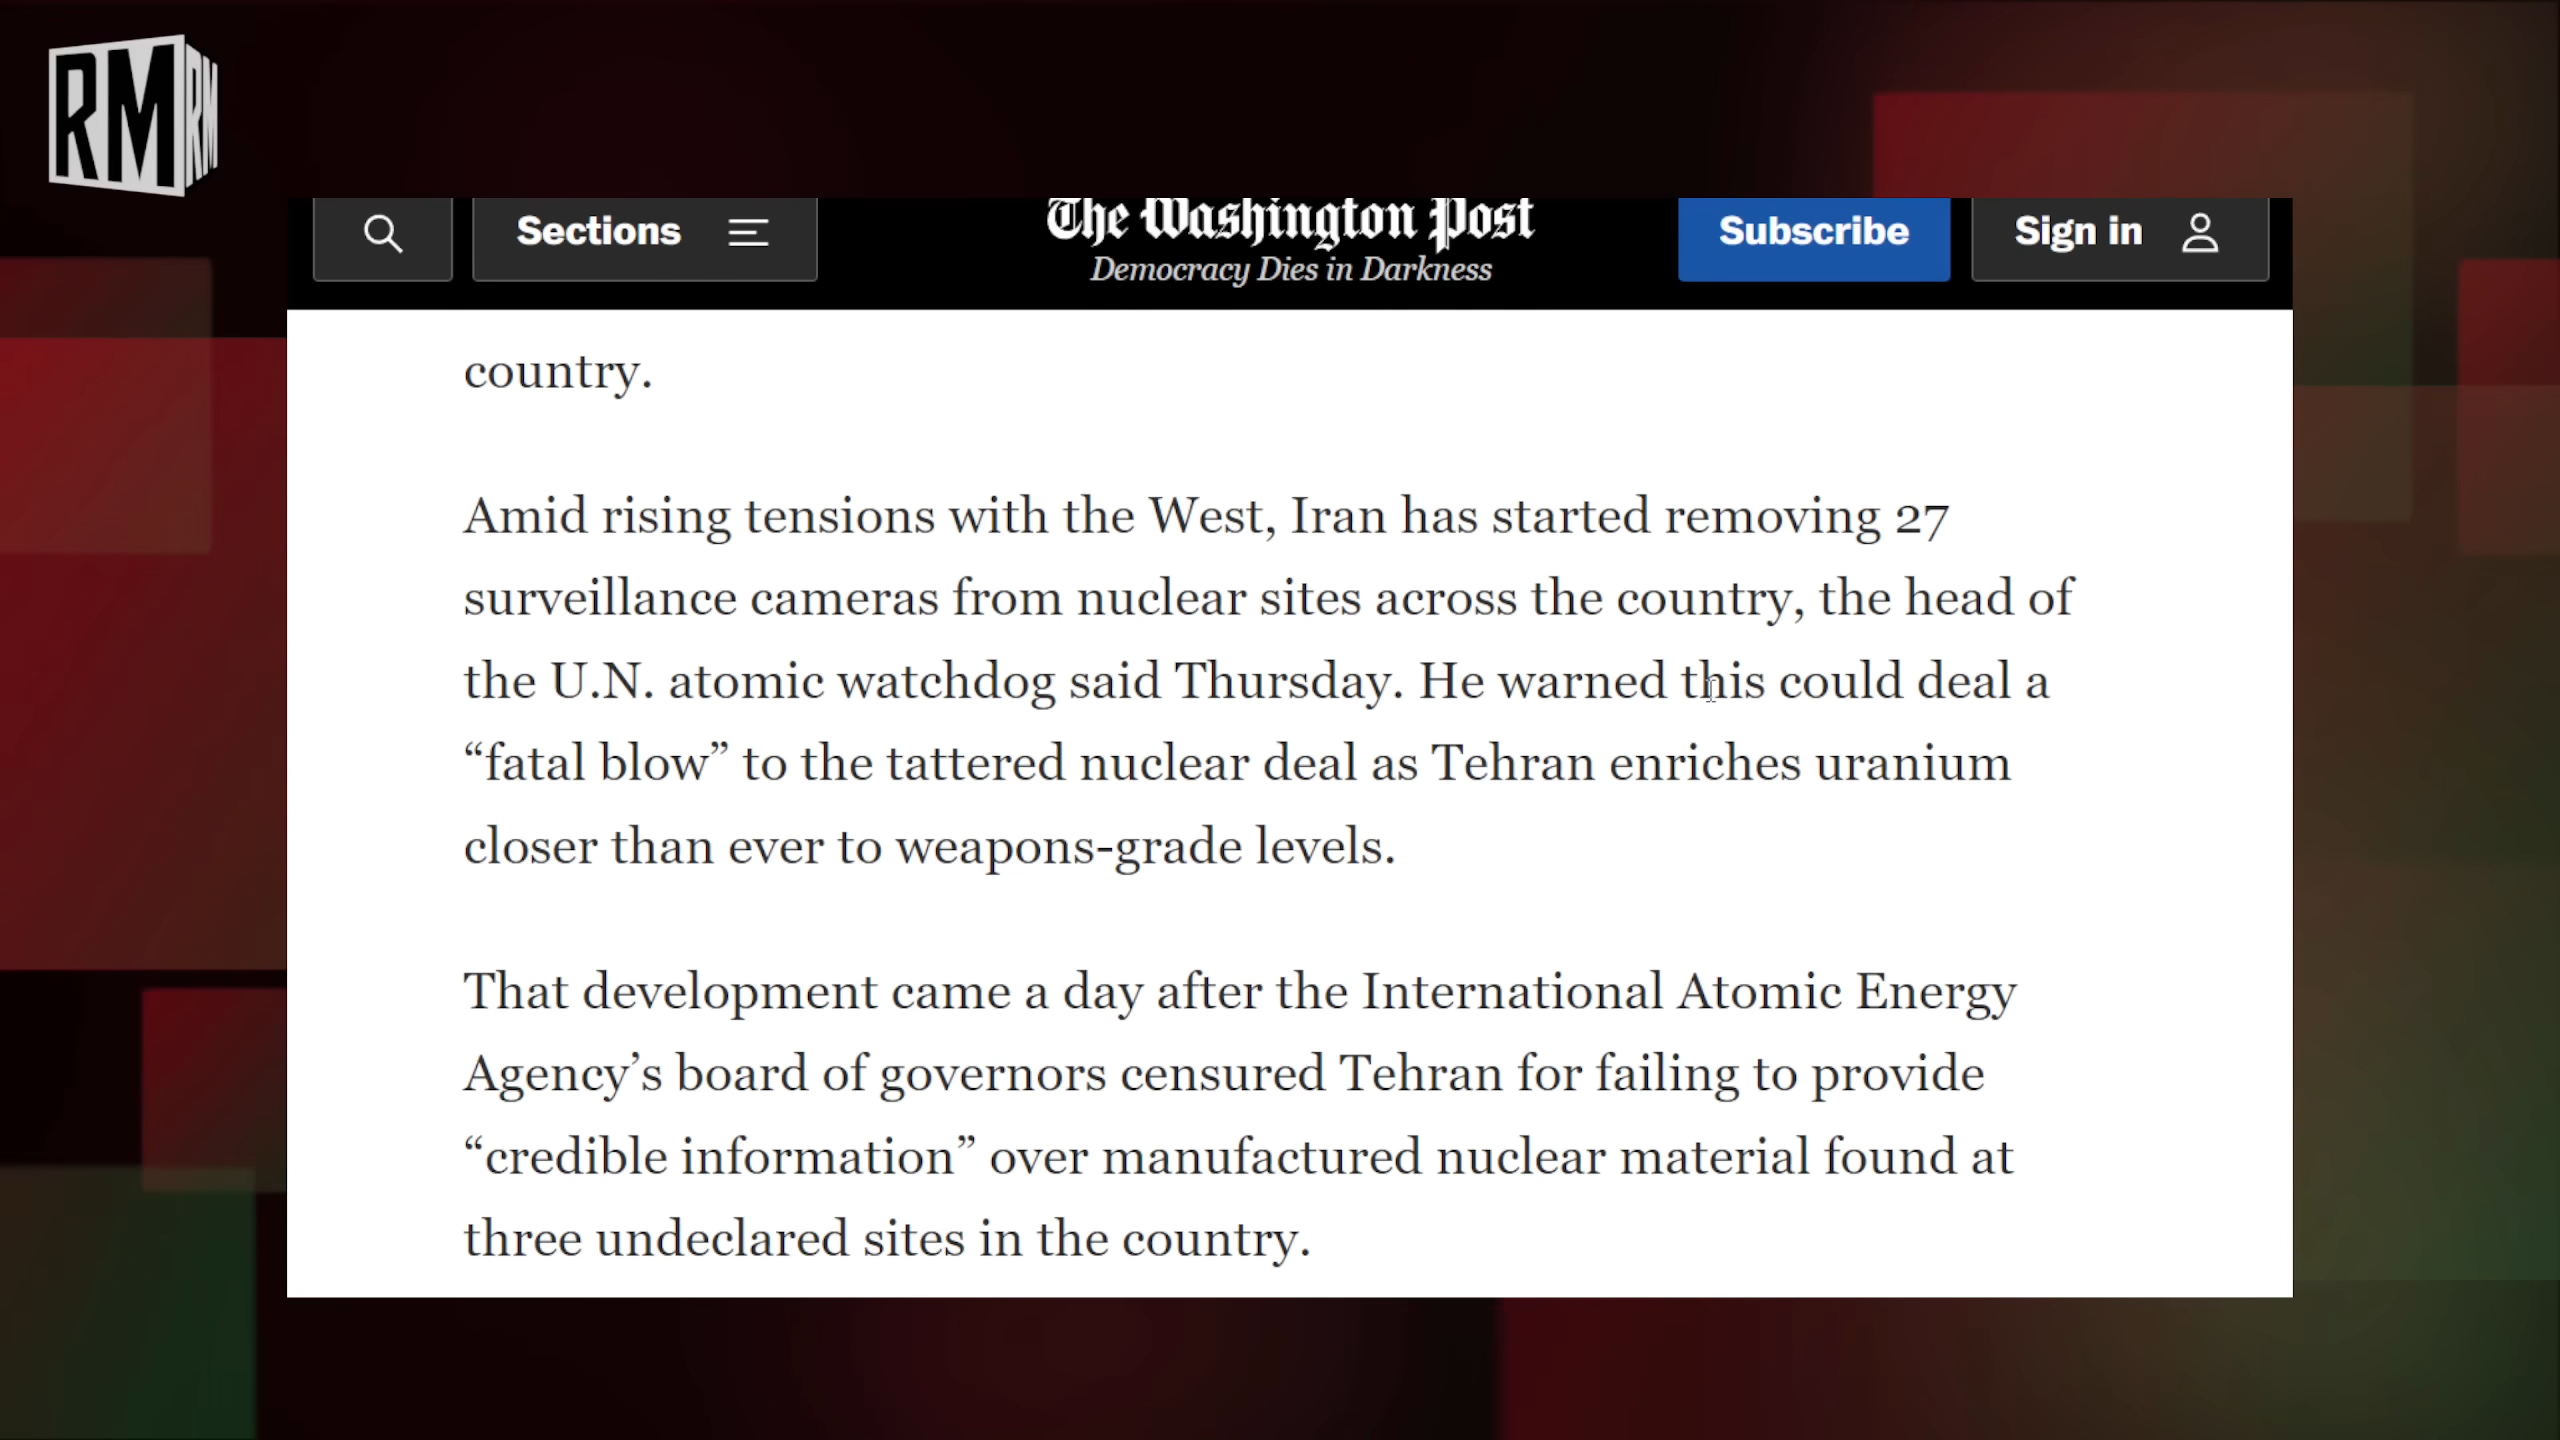 RM RM
Sections
The Washington Post
Democracy Dies in Darkness
Subscribe
Sign in
country.
Amid rising tensions with the West, Iran has started removing 27
surveillance cameras from nuclear sites across the country, the head of
the U.N. atomic watchdog said Thursday. He warned this could deal a
“fatal blow” to the tattered nuclear deal as Tehran enriches uranium
closer than ever to weapons-grade levels.
That development came a day after the International Atomic Energy
Agency’s board of governors censured Tehran for failing to provide
“credible information” over manufactured nuclear material found at
three undeclared sites in the country.